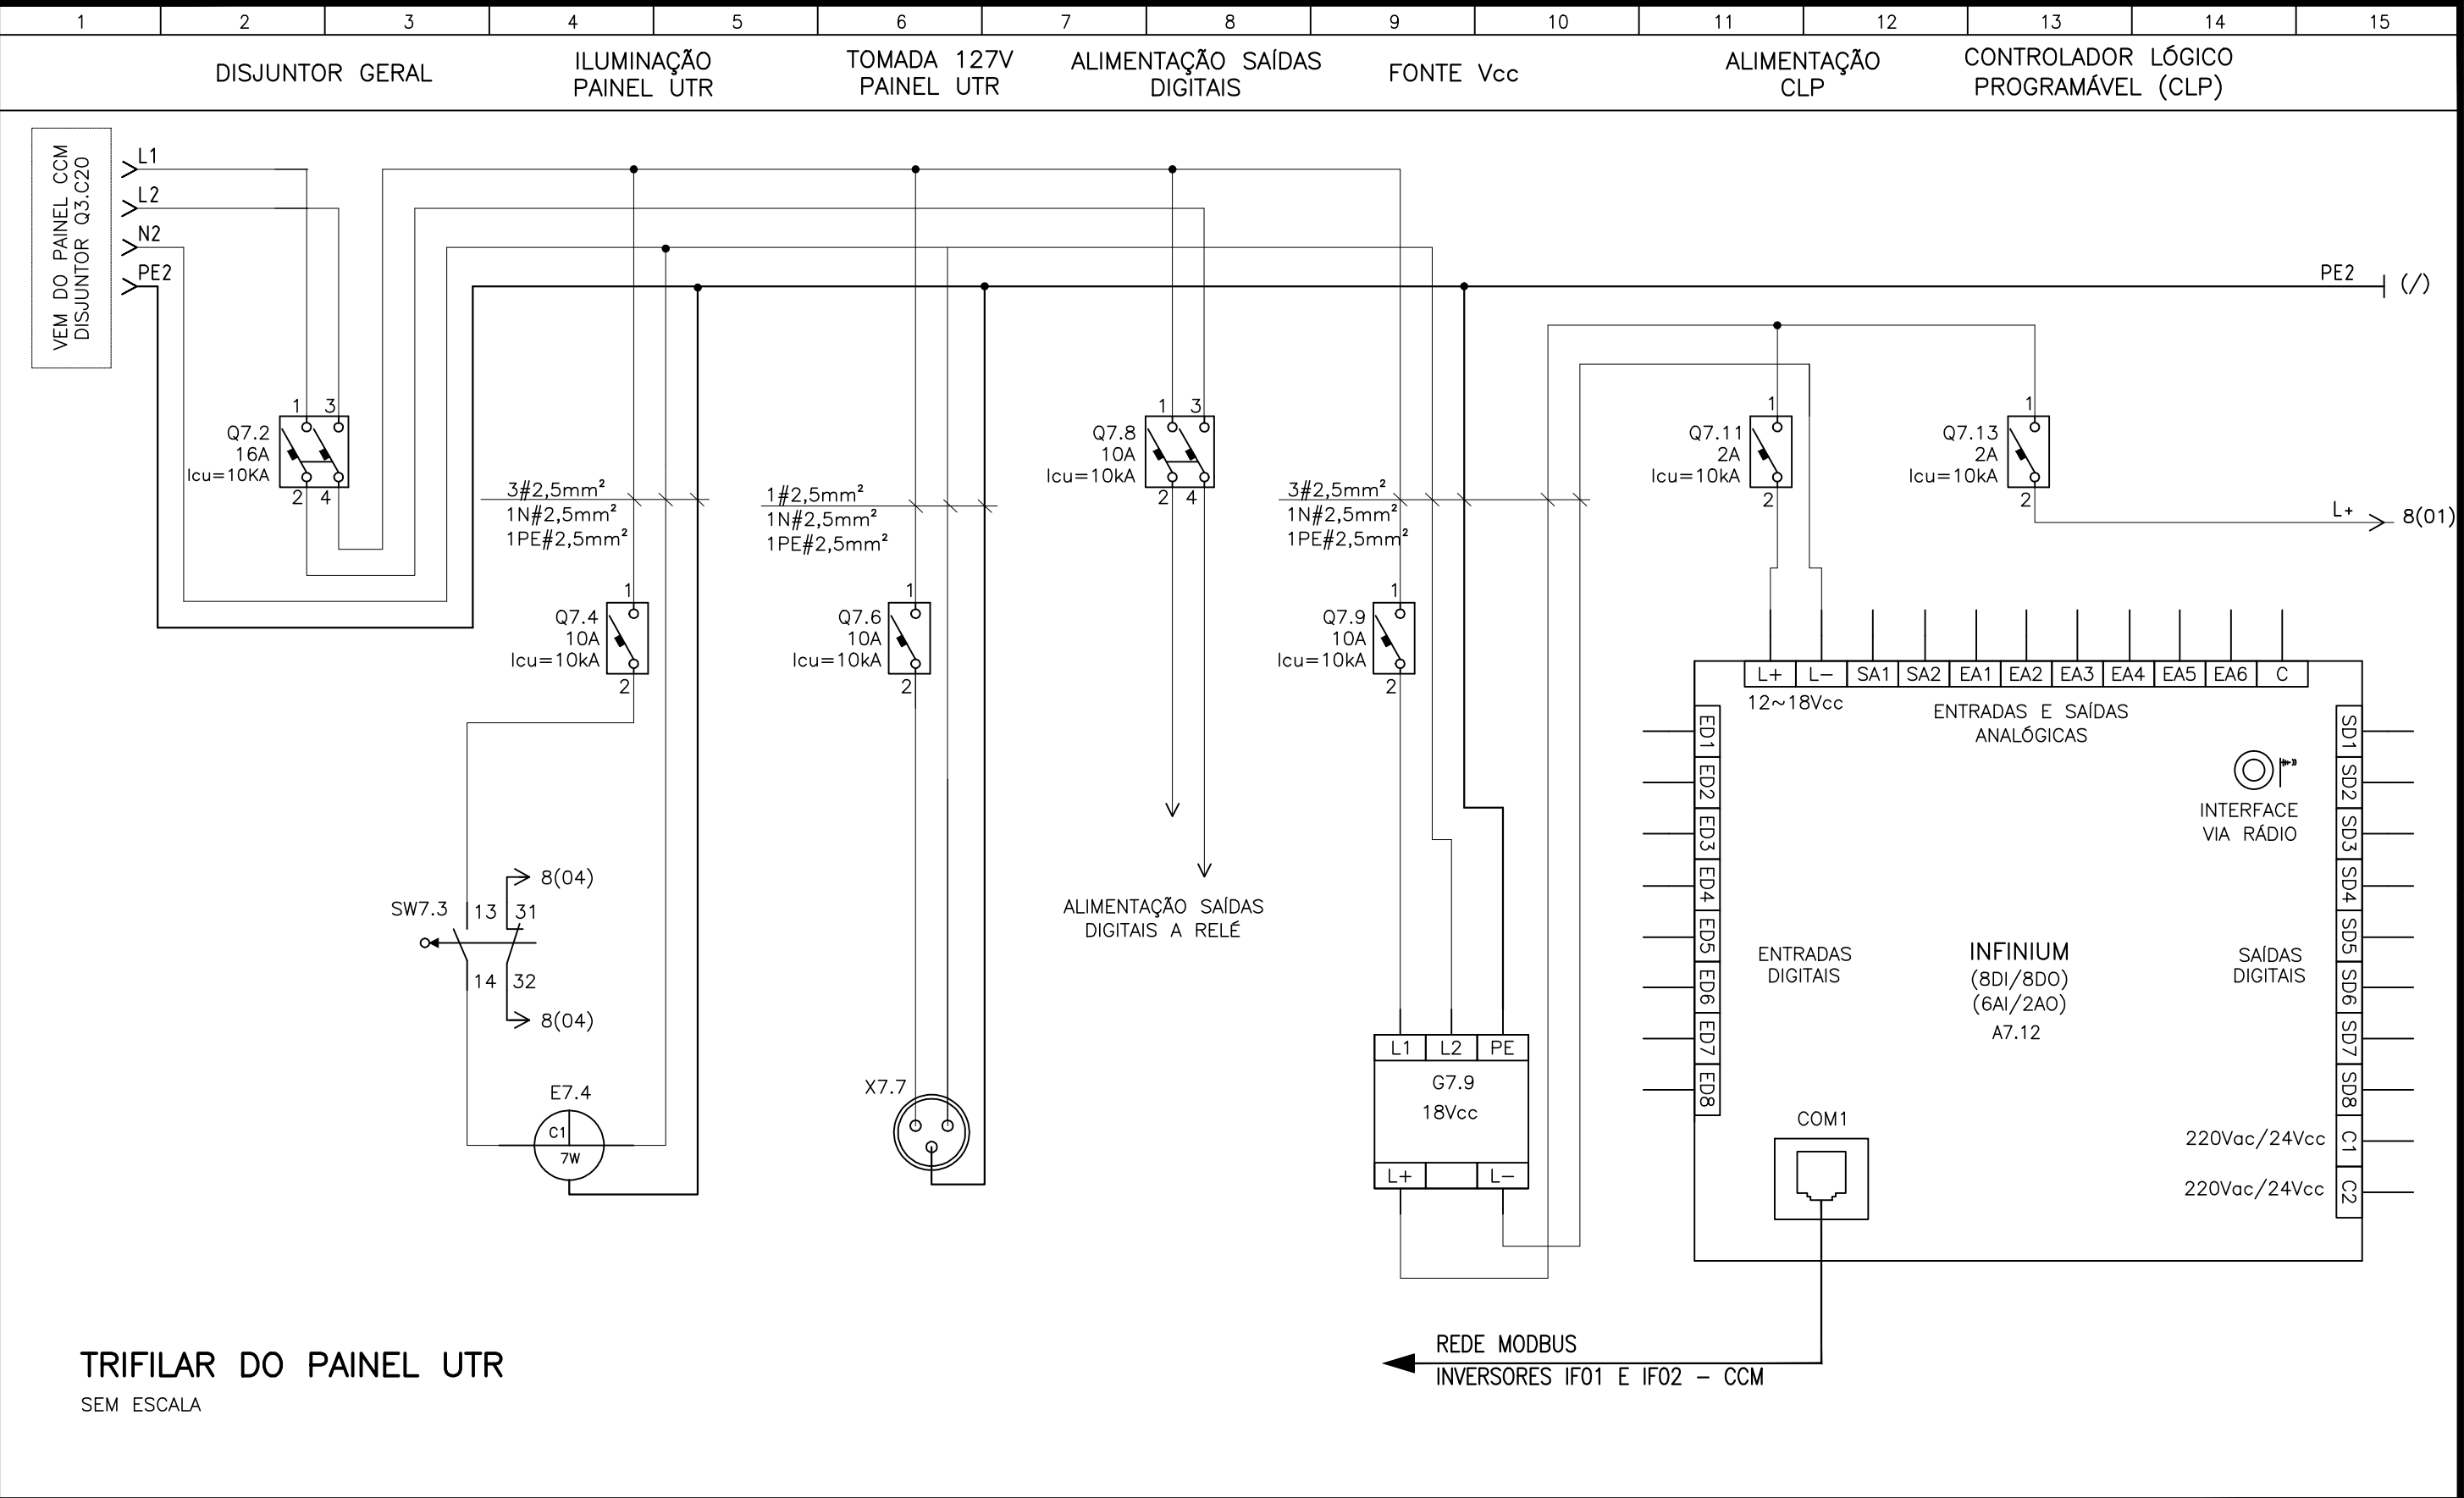 1 2 3 4 5 6 7 8 9 10 11 12 13 14 15
DISJUNTOR GERAL
ILUMINAÇÃO
PAINEL UTR
TOMADA 127V
PAINEL UTR
ALIMENTAÇÃO SAÍDAS
DIGITAIS
FONTE Vcc
ALIMENTAÇÃO
CLP
CONTROLADOR LÓGICO
PROGRAMÁVEL (CLP)
VEM DO PAINEL CCM
DISJUNTOR Q3.C20
L1
L2
N2
PE2
PE2 (/)
1 3
Q7.2
16A
Icu=10KA
2 4
3#2,5mm²
1N#2,5mm²
1PE#2,5mm²
1
Q7.4
10A
Icu=10kA
2
1#2,5mm²
1N#2,5mm²
1PE#2,5mm²
1
Q7.6
10A
Icu=10kA
2
1 3
Q7.8
10A
Icu=10kA
2 4
3#2,5mm²
1N#2,5mm²
1PE#2,5mm²
1
Q7.9
10A
Icu=10kA
2
1
Q7.11
2A
Icu=10kA
2
1
Q7.13
2A
Icu=10kA
2
L+ 8(01)
8(04)
SW7.3 13 31
14 32
8(04)
E7.4
C1
7W
X7.7
ALIMENTAÇÃO SAÍDAS
DIGITAIS A RELÉ
L1 L2 PE
G7.9
18Vcc
L+ L−
L+ L− SA1 SA2 EA1 EA2 EA3 EA4 EA5 EA6 C
12~18Vcc
ENTRADAS E SAÍDAS
ANALÓGICAS
ED1
ED2
ED3
ED4
ED5
ED6
ED7
ED8
INTERFACE
VIA RÁDIO
ENTRADAS
DIGITAIS
INFINIUM
(8DI/8DO)
(6AI/2AO)
A7.12
SAÍDAS
DIGITAIS
SD1
SD2
SD3
SD4
SD5
SD6
SD7
SD8
COM1
220Vac/24Vcc C1
220Vac/24Vcc C2
REDE MODBUS
INVERSORES IF01 E IF02 − CCM
TRIFILAR DO PAINEL UTR
SEM ESCALA